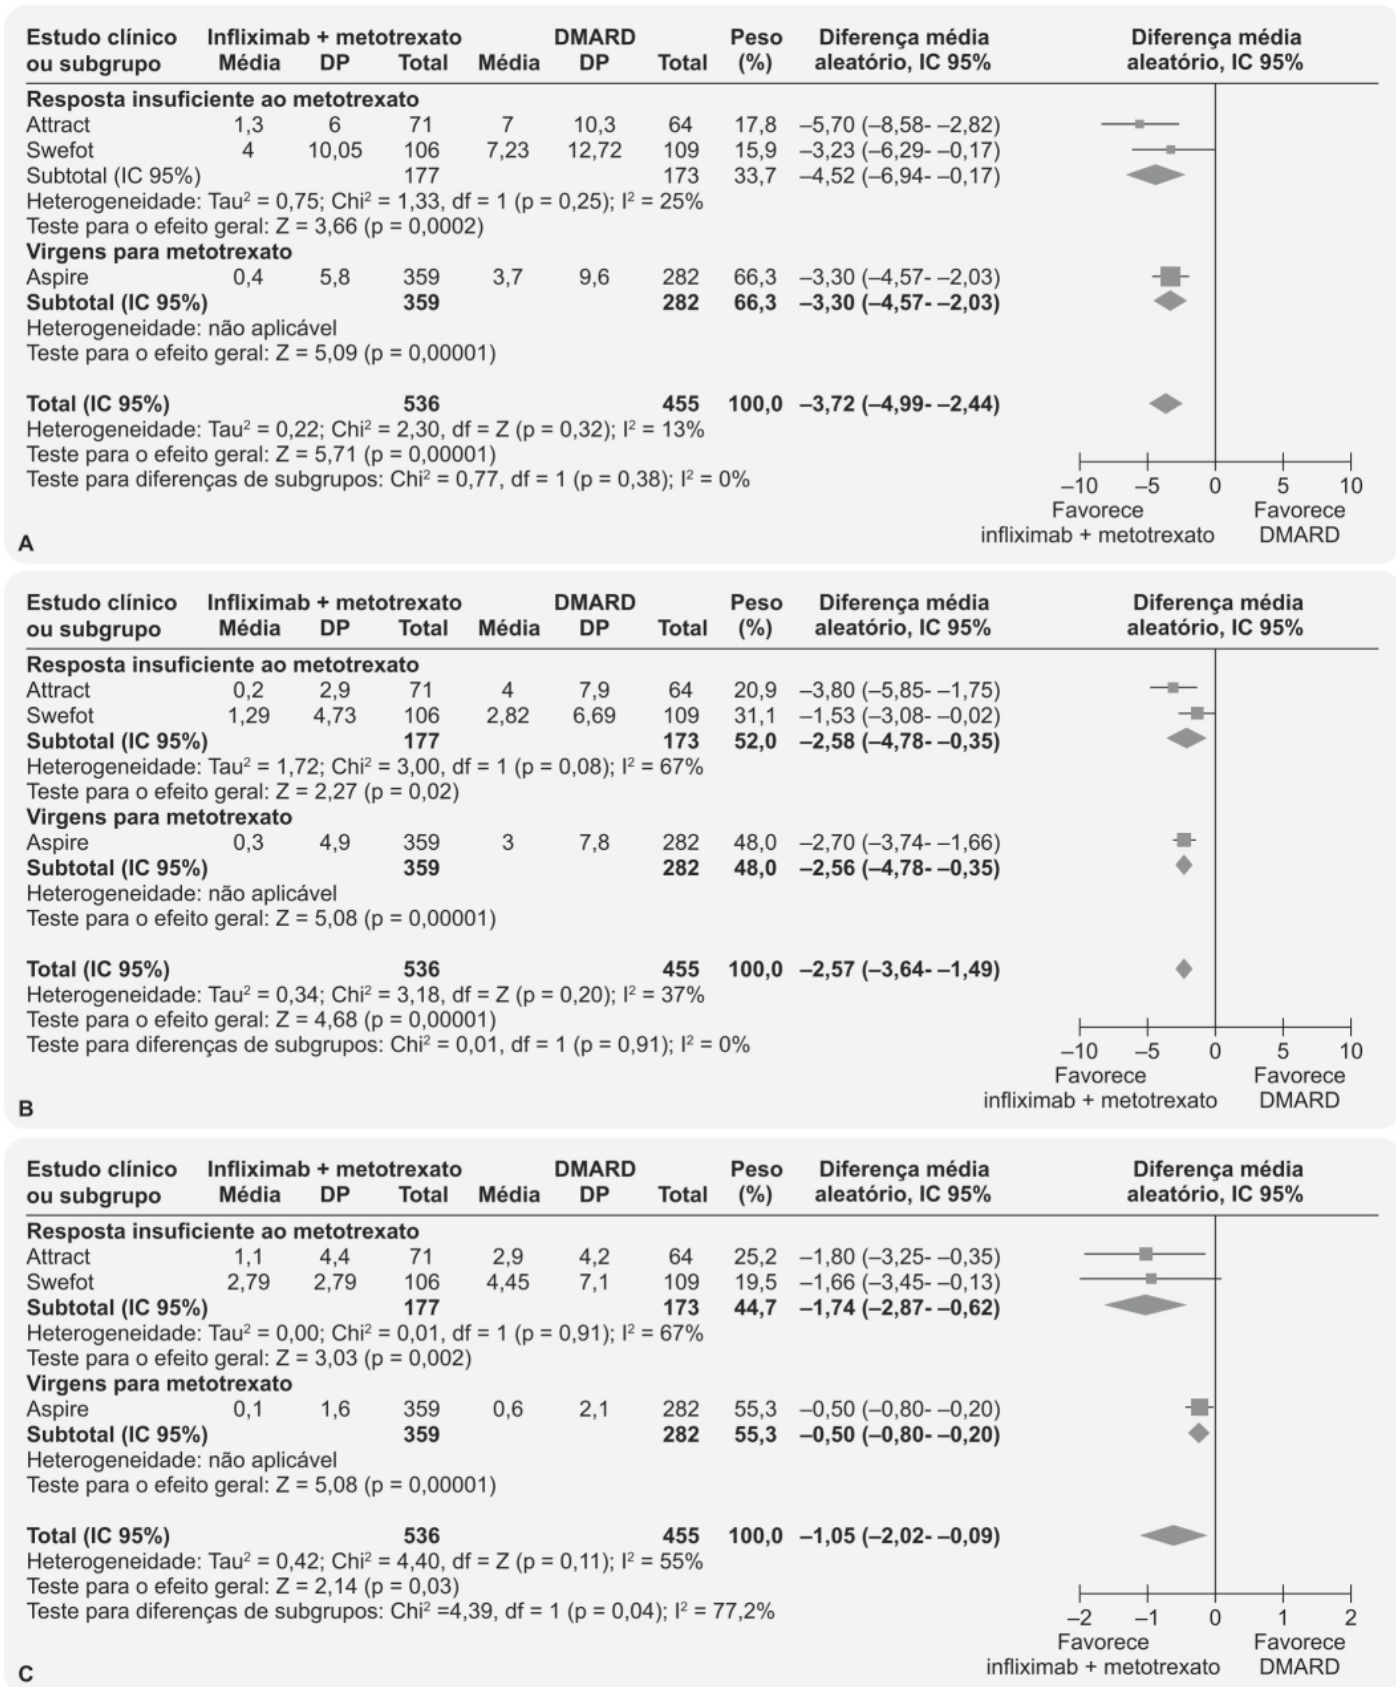 Estudo clínico Infliximab + metotrexato DMARD Peso Diferença média Diferença média
ou subgrupo Média DP Total Média DP Total (%) aleatório, IC 95% aleatório, IC 95%
Resposta insuficiente ao metotrexato
Attract 1,3 6 71 7 10,3 64 17,8 –5,70 (–8,58- –2,82)
Swefot 4 10,05 106 7,23 12,72 109 15,9 –3,23 (–6,29- –0,17)
Subtotal (IC 95%) 177 173 33,7 –4,52 (–6,94- –0,17)
Heterogeneidade: Tau² = 0,75; Chi² = 1,33, df = 1 (p = 0,25); I² = 25%
Teste para o efeito geral: Z = 3,66 (p = 0,0002)
Virgens para metotrexato
Aspire 0,4 5,8 359 3,7 9,6 282 66,3 –3,30 (–4,57- –2,03)
Subtotal (IC 95%) 359 282 66,3 –3,30 (–4,57- –2,03)
Heterogeneidade: não aplicável
Teste para o efeito geral: Z = 5,09 (p = 0,00001)
Total (IC 95%) 536 455 100,0 –3,72 (–4,99- –2,44)
Heterogeneidade: Tau² = 0,22; Chi² = 2,30, df = Z (p = 0,32); I² = 13%
Teste para o efeito geral: Z = 5,71 (p = 0,00001)
Teste para diferenças de subgrupos: Chi² = 0,77, df = 1 (p = 0,38); I² = 0%
–10 –5 0 5 10
Favorece Favorece
infliximab + metotrexato DMARD
A
Estudo clínico Infliximab + metotrexato DMARD Peso Diferença média Diferença média
ou subgrupo Média DP Total Média DP Total (%) aleatório, IC 95% aleatório, IC 95%
Resposta insuficiente ao metotrexato
Attract 0,2 2,9 71 4 7,9 64 20,9 –3,80 (–5,85- –1,75)
Swefot 1,29 4,73 106 2,82 6,69 109 31,1 –1,53 (–3,08- –0,02)
Subtotal (IC 95%) 177 173 52,0 –2,58 (–4,78- –0,35)
Heterogeneidade: Tau² = 1,72; Chi² = 3,00, df = 1 (p = 0,08); I² = 67%
Teste para o efeito geral: Z = 2,27 (p = 0,02)
Virgens para metotrexato
Aspire 0,3 4,9 359 3 7,8 282 48,0 –2,70 (–3,74- –1,66)
Subtotal (IC 95%) 359 282 48,0 –2,56 (–4,78- –0,35)
Heterogeneidade: não aplicável
Teste para o efeito geral: Z = 5,08 (p = 0,00001)
Total (IC 95%) 536 455 100,0 –2,57 (–3,64- –1,49)
Heterogeneidade: Tau² = 0,34; Chi² = 3,18, df = Z (p = 0,20); I² = 37%
Teste para o efeito geral: Z = 4,68 (p = 0,00001)
Teste para diferenças de subgrupos: Chi² = 0,01, df = 1 (p = 0,91); I² = 0%
–10 –5 0 5 10
Favorece Favorece
infliximab + metotrexato DMARD
B
Estudo clínico Infliximab + metotrexato DMARD Peso Diferença média Diferença média
ou subgrupo Média DP Total Média DP Total (%) aleatório, IC 95% aleatório, IC 95%
Resposta insuficiente ao metotrexato
Attract 1,1 4,4 71 2,9 4,2 64 25,2 –1,80 (–3,25- –0,35)
Swefot 2,79 2,79 106 4,45 7,1 109 19,5 –1,66 (–3,45- –0,13)
Subtotal (IC 95%) 177 173 44,7 –1,74 (–2,87- –0,62)
Heterogeneidade: Tau² = 0,00; Chi² = 0,01, df = 1 (p = 0,91); I² = 67%
Teste para o efeito geral: Z = 3,03 (p = 0,002)
Virgens para metotrexato
Aspire 0,1 1,6 359 0,6 2,1 282 55,3 –0,50 (–0,80- –0,20)
Subtotal (IC 95%) 359 282 55,3 –0,50 (–0,80- –0,20)
Heterogeneidade: não aplicável
Teste para o efeito geral: Z = 5,08 (p = 0,00001)
Total (IC 95%) 536 455 100,0 –1,05 (–2,02- –0,09)
Heterogeneidade: Tau² = 0,42; Chi² = 4,40, df = Z (p = 0,11); I² = 55%
Teste para o efeito geral: Z = 2,14 (p = 0,03)
Teste para diferenças de subgrupos: Chi² =4,39, df = 1 (p = 0,04); I² = 77,2%
–2 –1 0 1 2
Favorece Favorece
infliximab + metotrexato DMARD
C